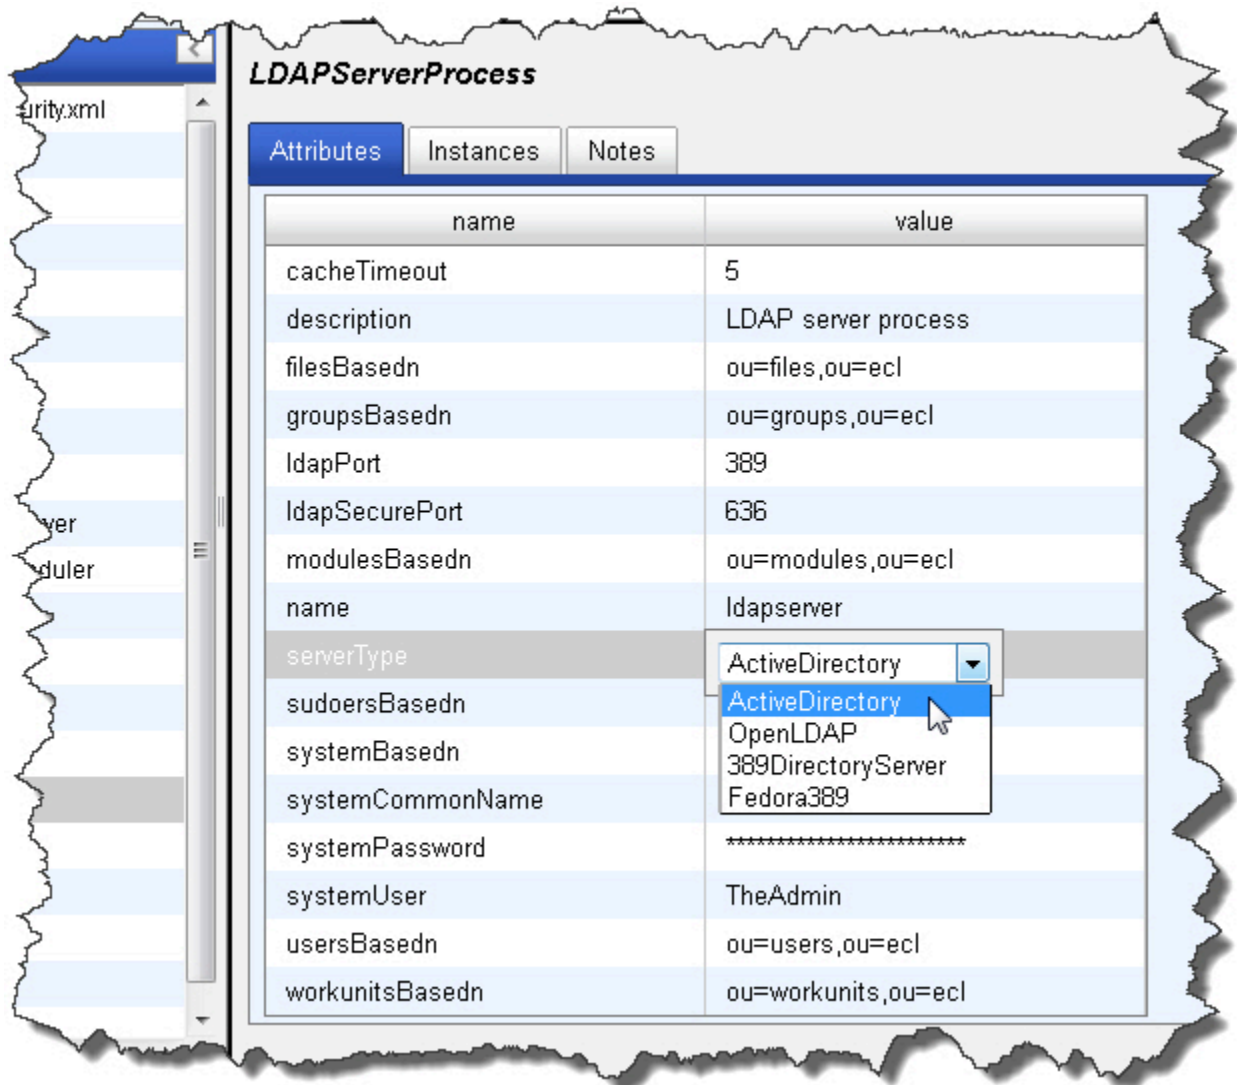 LDAPServerProcess
urity.xml
Attributes Instances Notes
name value
cacheTimeout 5
description LDAP server process
filesBasedn ou=files,ou=ecl
groupsBasedn ou=groups,ou=ecl
ldapPort 389
ldapSecurePort 636
ver
modulesBasedn ou=modules,ou=ecl
duler
name ldapserver
serverType ActiveDirectory
ActiveDirectory
sudoersBasedn
OpenLDAP
systemBasedn
389DirectoryServer
systemCommonName
Fedora389
systemPassword ************************
systemUser TheAdmin
usersBasedn ou=users,ou=ecl
workunitsBasedn ou=workunits,ou=ecl